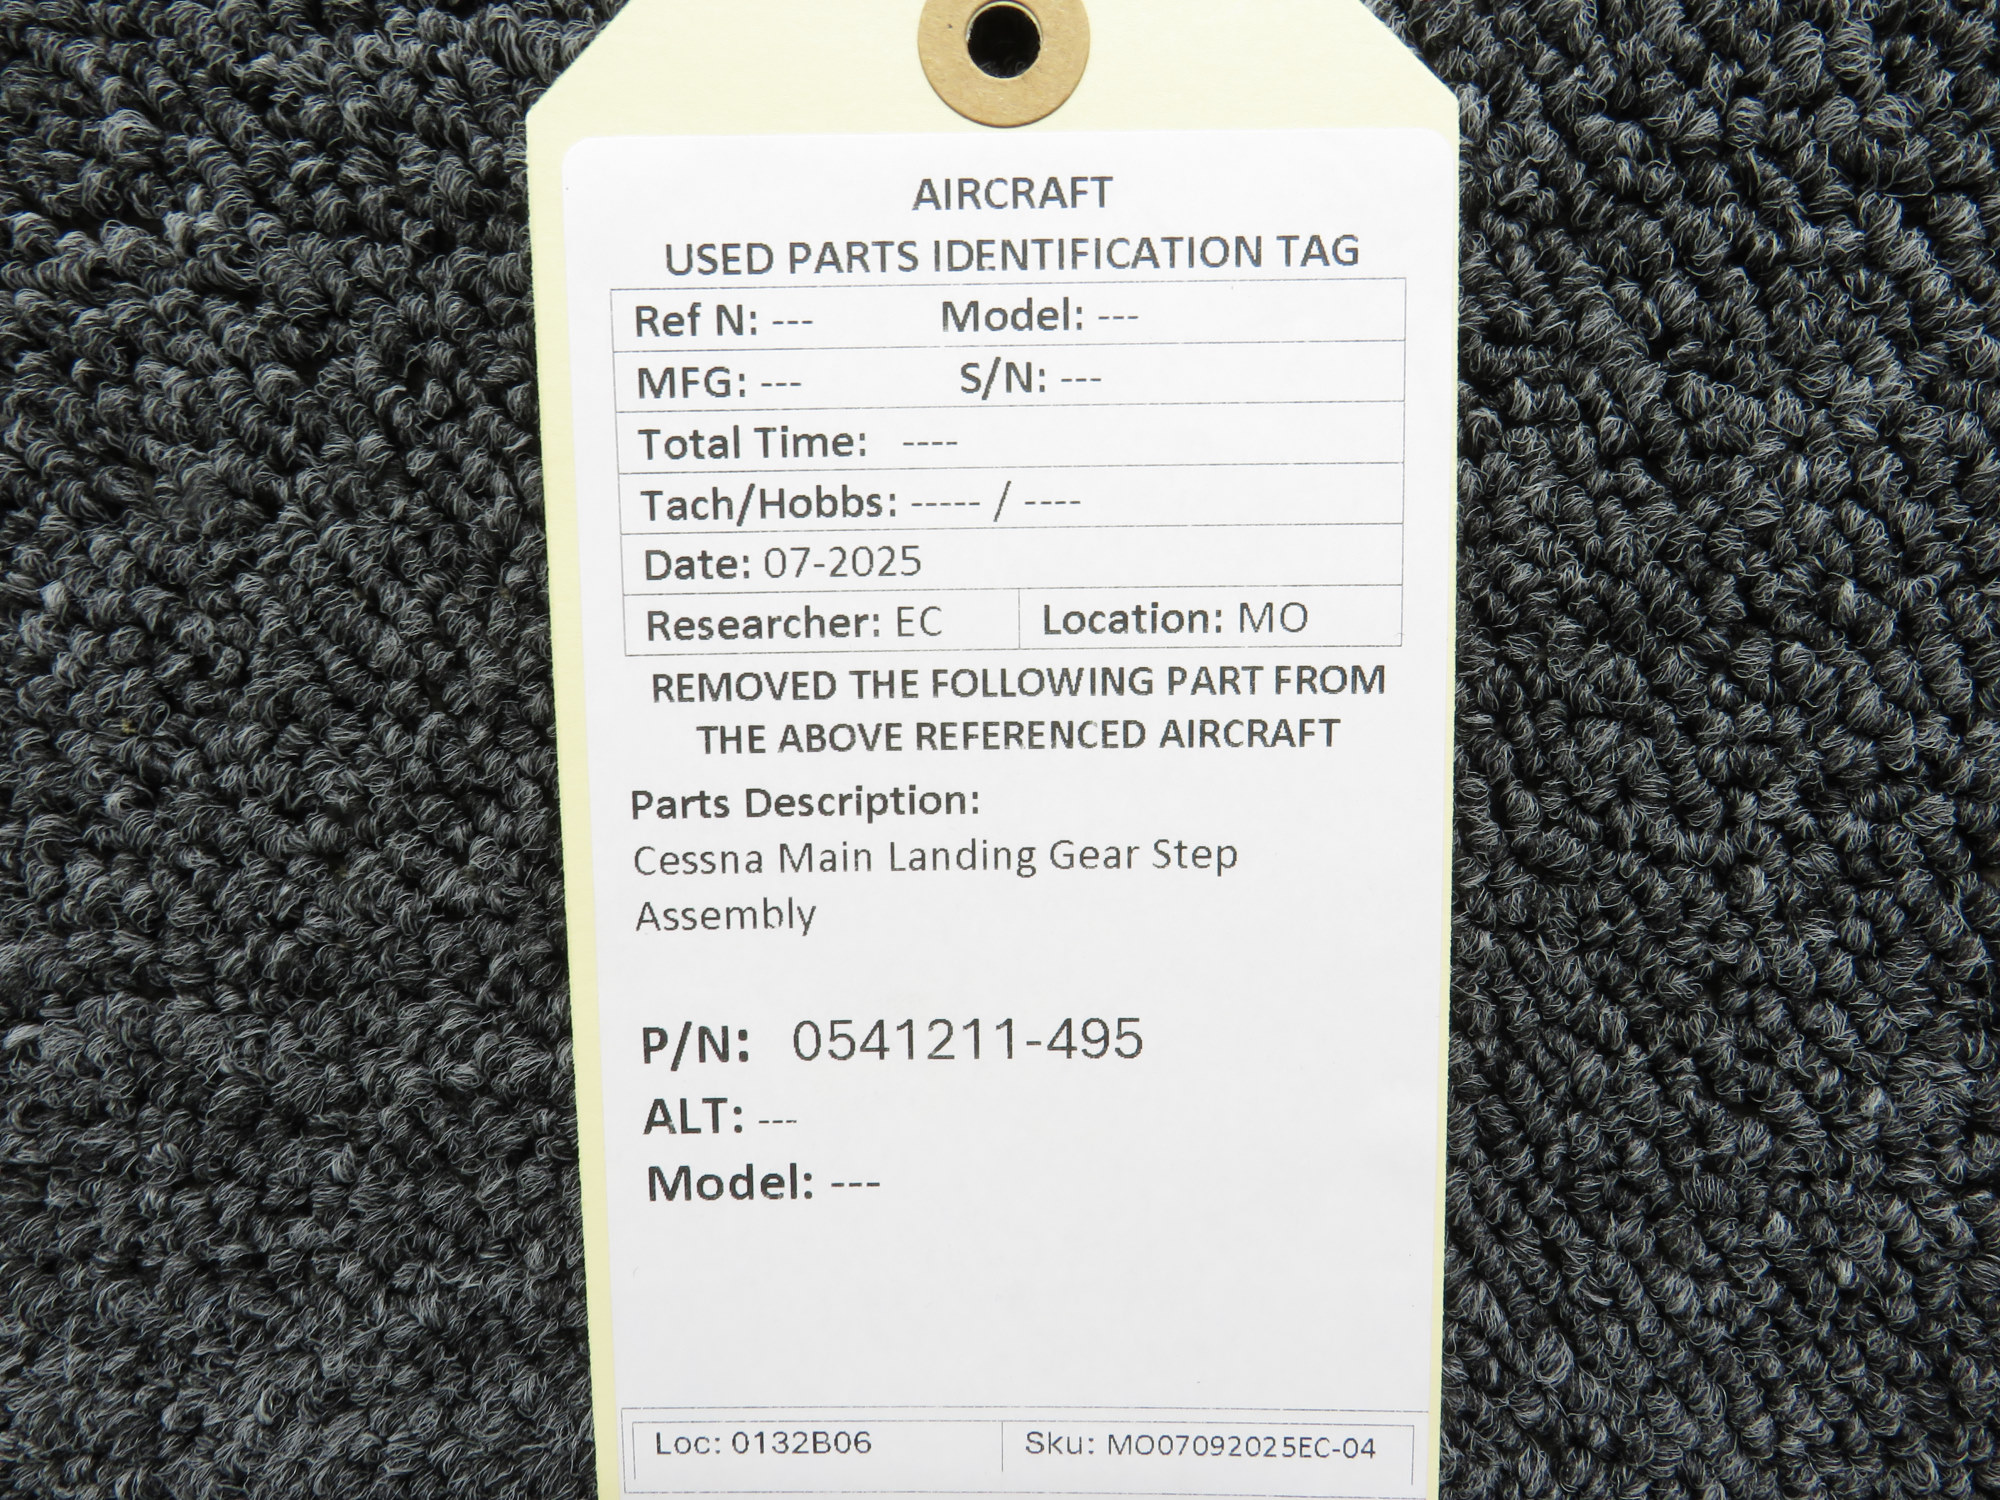 AIRCRAFT
USED PARTS IDENTIFICATION TAG
Ref N: --- Model: ---
MFG: --- S/N: ---
Total Time: ----
Tach/Hobbs: ----- / ----
Date: 07-2025
Researcher: EC Location: MO
REMOVED THE FOLLOWING PART FROM
THE ABOVE REFERENCED AIRCRAFT
Parts Description:
Cessna Main Landing Gear Step
Assembly
P/N: 0541211-495
ALT: ---
Model: ---
Loc: 0132B06 Sku: MO07092025EC-04